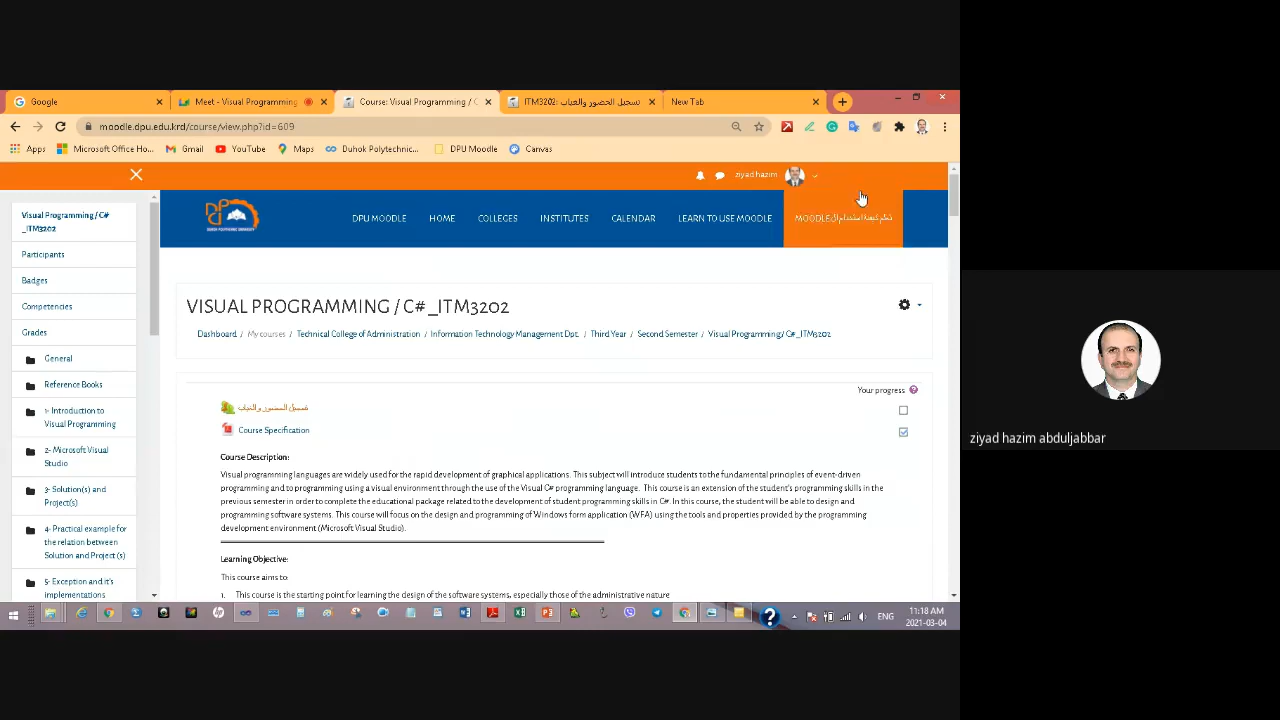 Google
Meet - Visual Programming
Course: Visual Programming / C
ITM3202: تسجيل الحضور والغياب
New Tab
moodle.dpu.edu.krd/course/view.php?id=609
Apps
Microsoft Office Ho...
Gmail
YouTube
Maps
Duhok Polytechnic...
DPU Moodle
Canvas
ziyad hazim
DPU MOODLE
HOME
COLLEGES
INSTITUTES
CALENDAR
LEARN TO USE MOODLE
تعلم كيفية استخدام ال MOODLE
Visual Programming / C#
_ITM3202
Participants
Badges
Competencies
Grades
General
Reference Books
1- Introduction to
Visual Programming
2- Microsoft Visual
Studio
3- Solution(s) and
Project(s)
4- Practical example for
the relation between
Solution and Project (s)
5- Exception and it's
implementations
VISUAL PROGRAMMING / C#_ITM3202
Dashboard / My courses / Technical College of Administration / Information Technology Management Dpt. / Third Year / Second Semester / Visual Programming / C#_ITM3202
Your progress
تسجيل الحضور والغياب
Course Specification
Course Description:
Visual programming languages are widely used for the rapid development of graphical applications. This subject will introduce students to the fundamental principles of event-driven
programming and to programming using a visual environment through the use of the Visual C# programming language. This course is an extension of the student's programming skills in the
previous semester in order to complete the educational package related to the development of student programming skills in C#. In this course, the student will be able to design and
programming software systems. This course will focus on the design and programming of Windows form application (WFA) using the tools and properties provided by the programming
development environment (Microsoft Visual Studio).
Learning Objective:
This course aims to:
1. This course is the starting point for learning the design of the software systems, especially those of the administrative nature
ENG
11:18 AM
2021-03-04
ziyad hazim abduljabbar